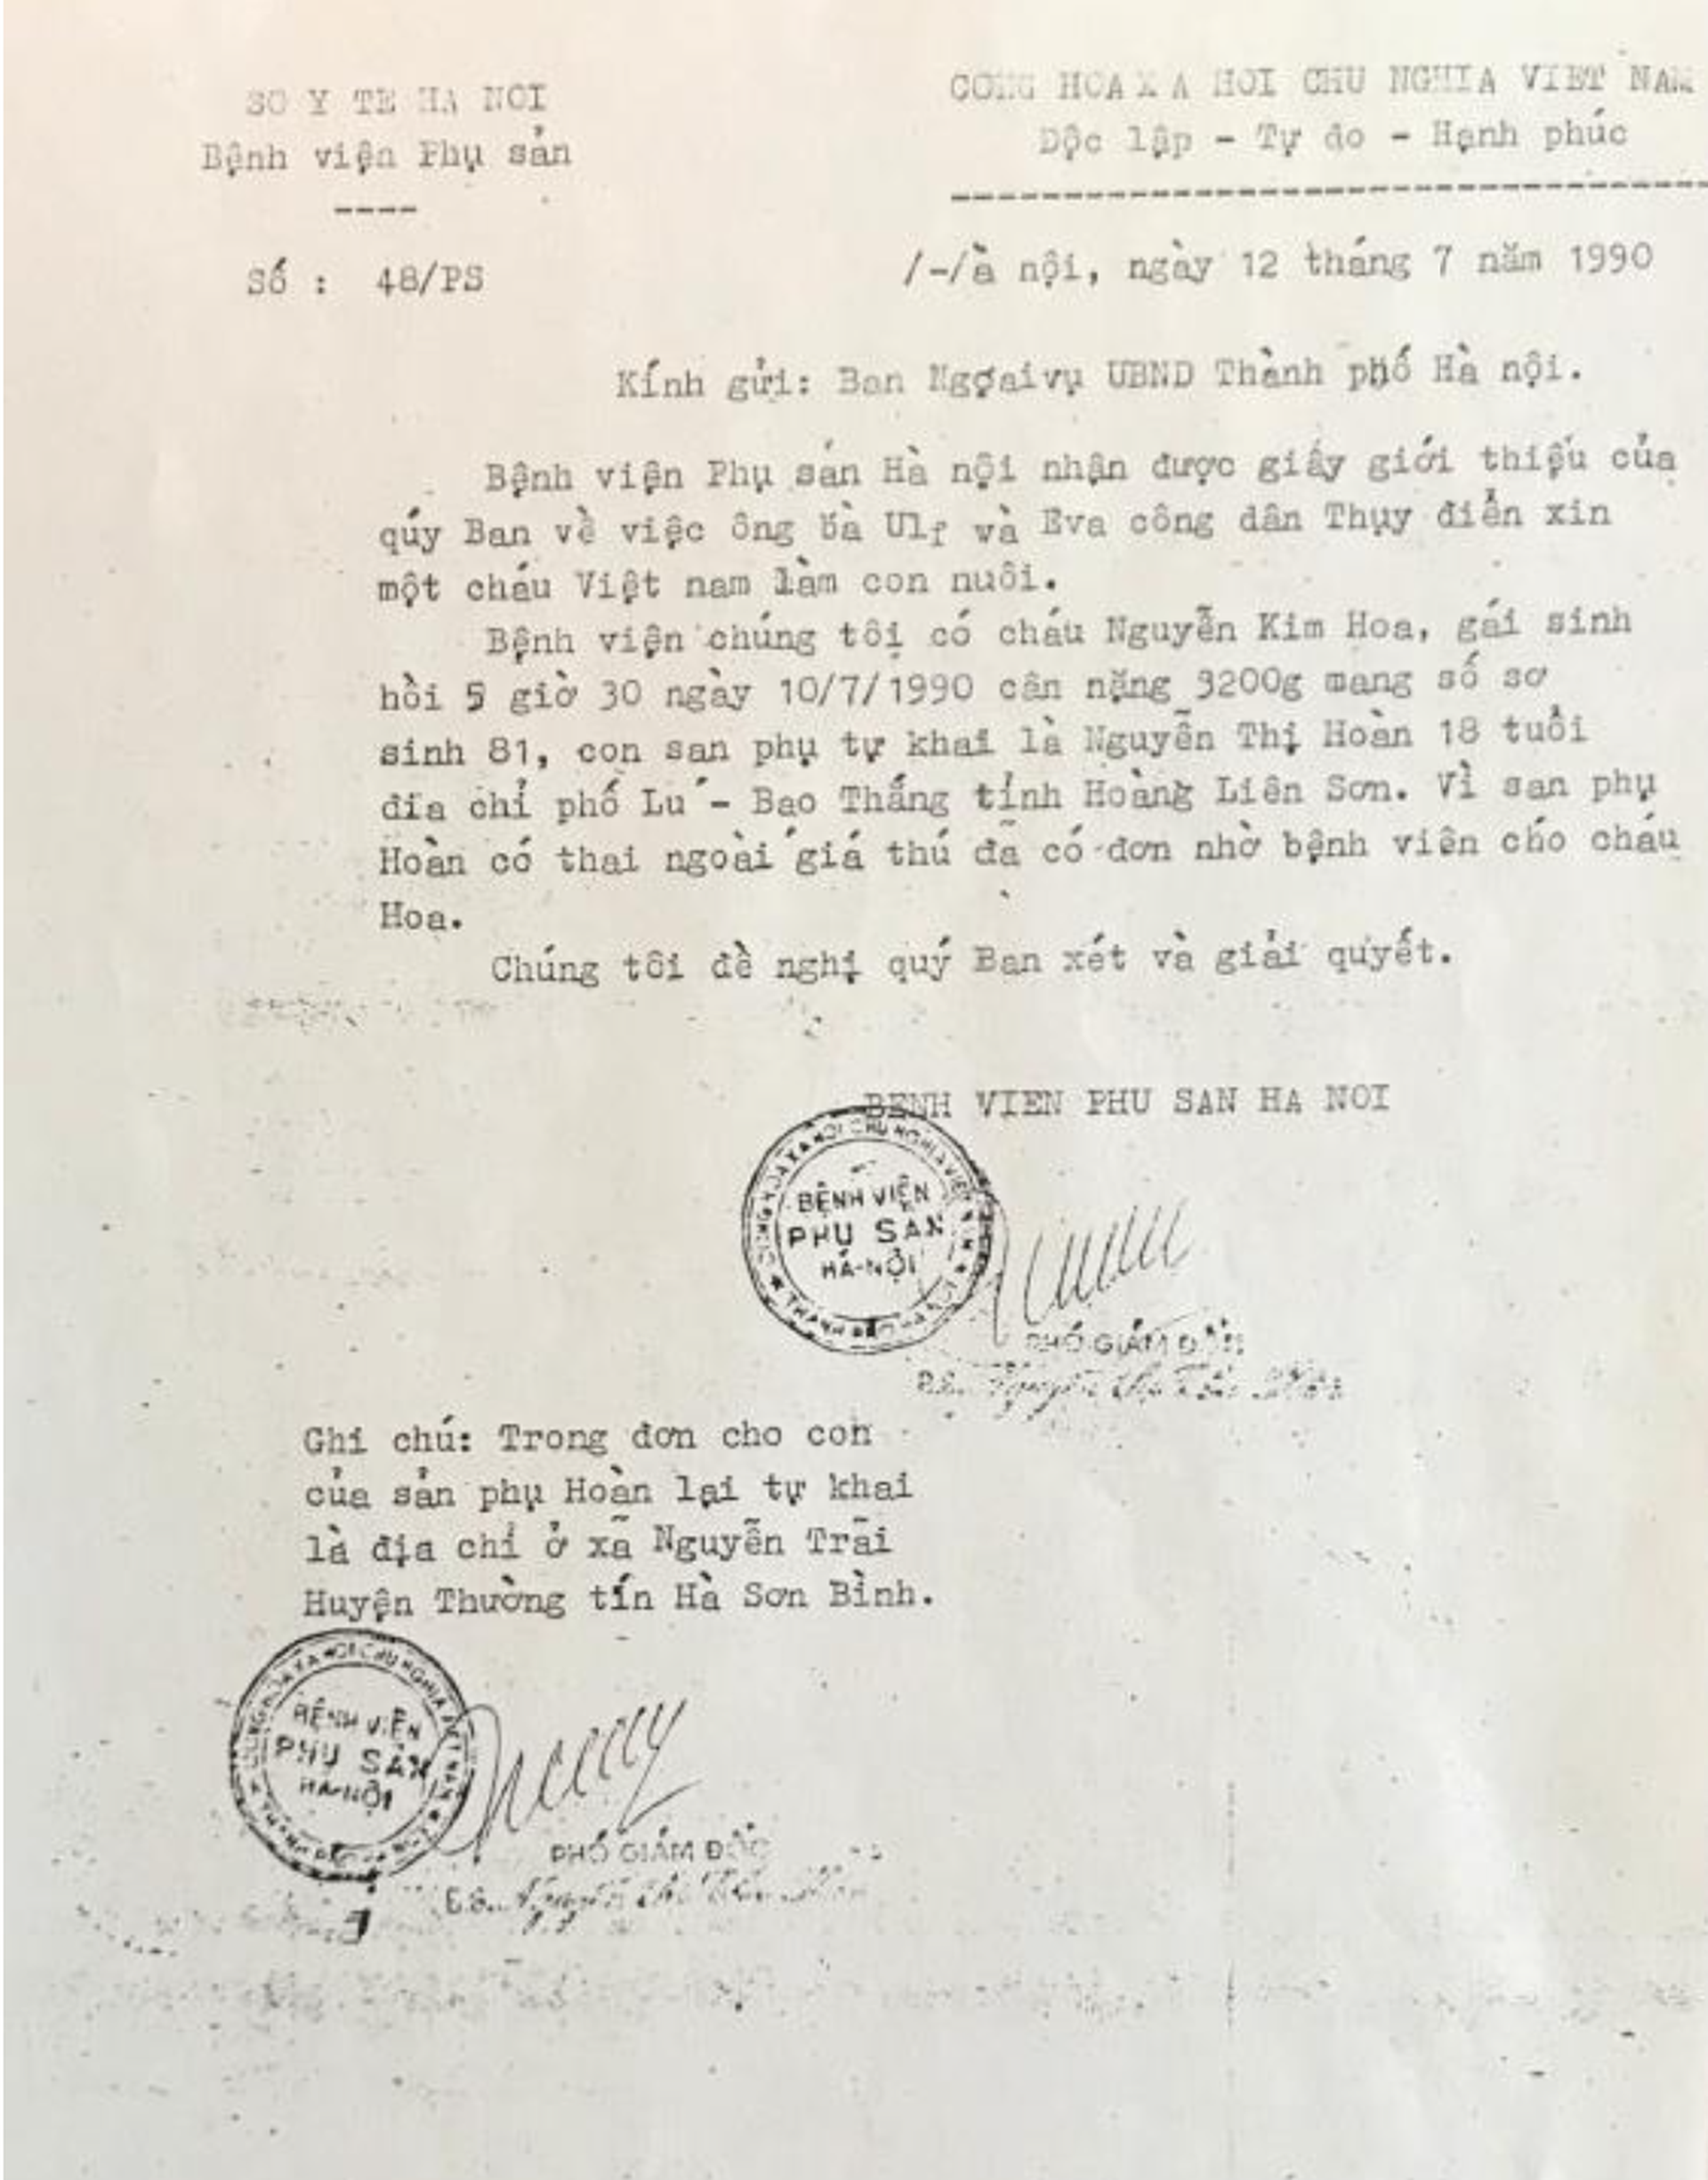 SO Y TE HA NOI
Bệnh viện Phụ sản
----
Số : 48/PS
CONG HOA XA HOI CHU NGHIA VIET NAM
Độc lập - Tự do - Hạnh phúc
Hà nội, ngày 12 tháng 7 năm 1990
Kính gửi: Ban Ngọaivụ UBND Thành phố Hà nội.
Bệnh viện Phụ sản Hà nội nhận được giấy giới thiệu của
qúy Ban về việc ông bà Ulf và Eva công dân Thụy điển xin
một cháu Việt nam làm con nuôi.
Bệnh viện chúng tôi có cháu Nguyễn Kim Hoa, gái sinh
hồi 5 giờ 30 ngày 10/7/1990 cân nặng 3200g mang số sơ
sinh 81, con san phụ tự khai là Nguyễn Thị Hoàn 18 tuổi
đia chỉ phố Lu - Bao Thắng tỉnh Hoàng Liên Sơn. Vì san phụ
Hoàn có thai ngoài giá thú đã có đơn nhờ bệnh viên cho cháu
Hoa.
Chúng tôi đề nghị quý Ban xét và giải quyết.
BENH VIEN PHU SAN HA NOI
BỆNH VIỆN
PHỤ SẢN
HÀ-NỘI
PHÓ GIÁM ĐỐC
Ghi chú: Trong đơn cho con
của sản phụ Hoàn lại tự khai
là địa chỉ ở xã Nguyễn Trãi
Huyện Thường tín Hà Sơn Bình.
BỆNH VIỆN
PHỤ SẢN
HÀ-NỘI
PHÓ GIÁM ĐỐC